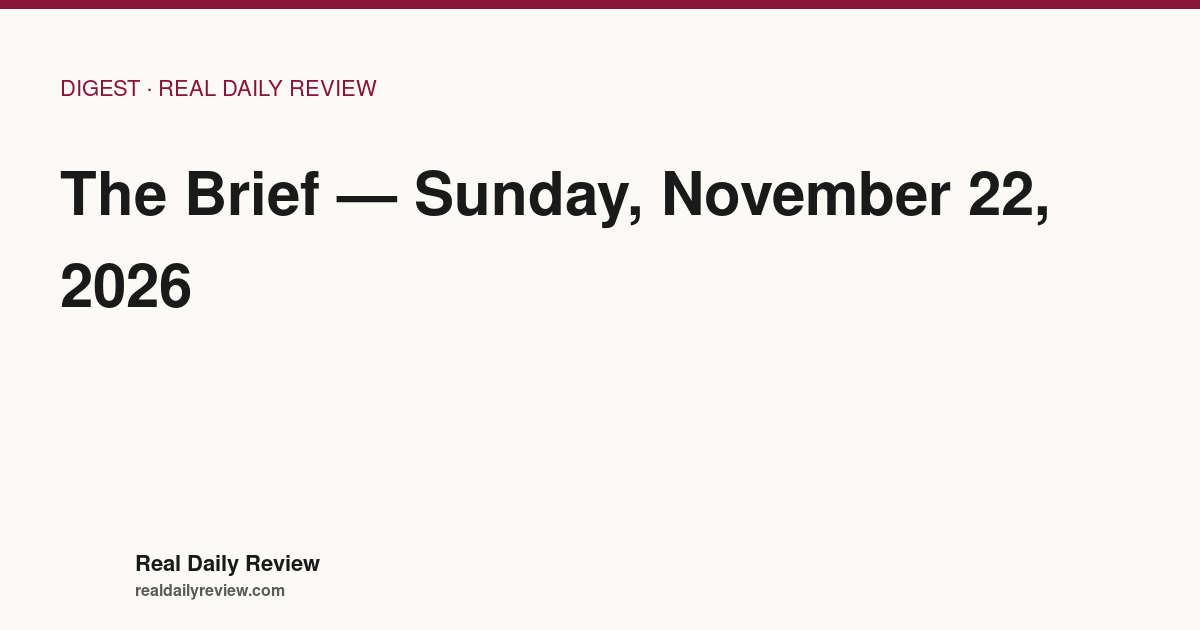 DIGEST · REAL DAILY REVIEW
The Brief — Sunday, November 22,
2026
Real Daily Review
realdailyreview.com